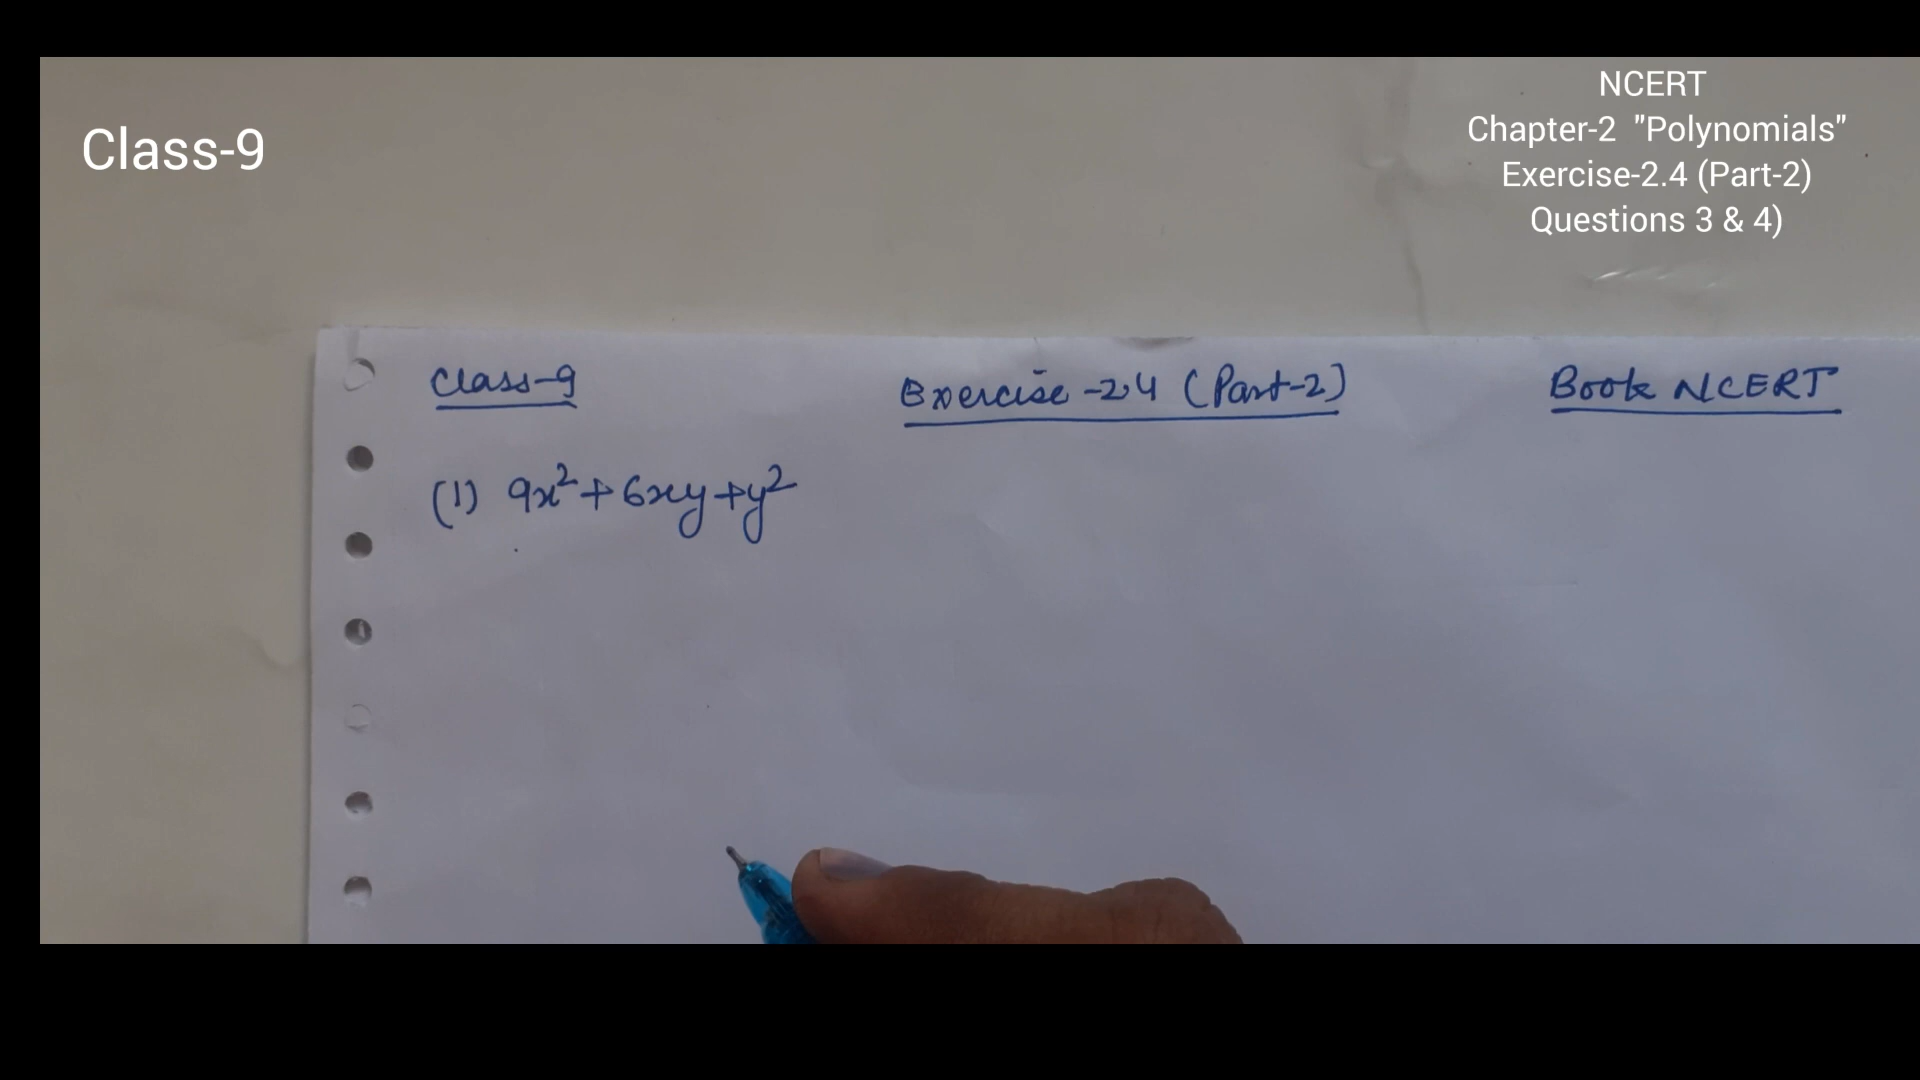 Class-9
NCERT
Chapter-2 "Polynomials"
Exercise-2.4 (Part-2)
Questions 3 & 4)
Class-9 Exercise-2.4 (Part-2) Book NCERT
(1) 9x²+6xy+y²